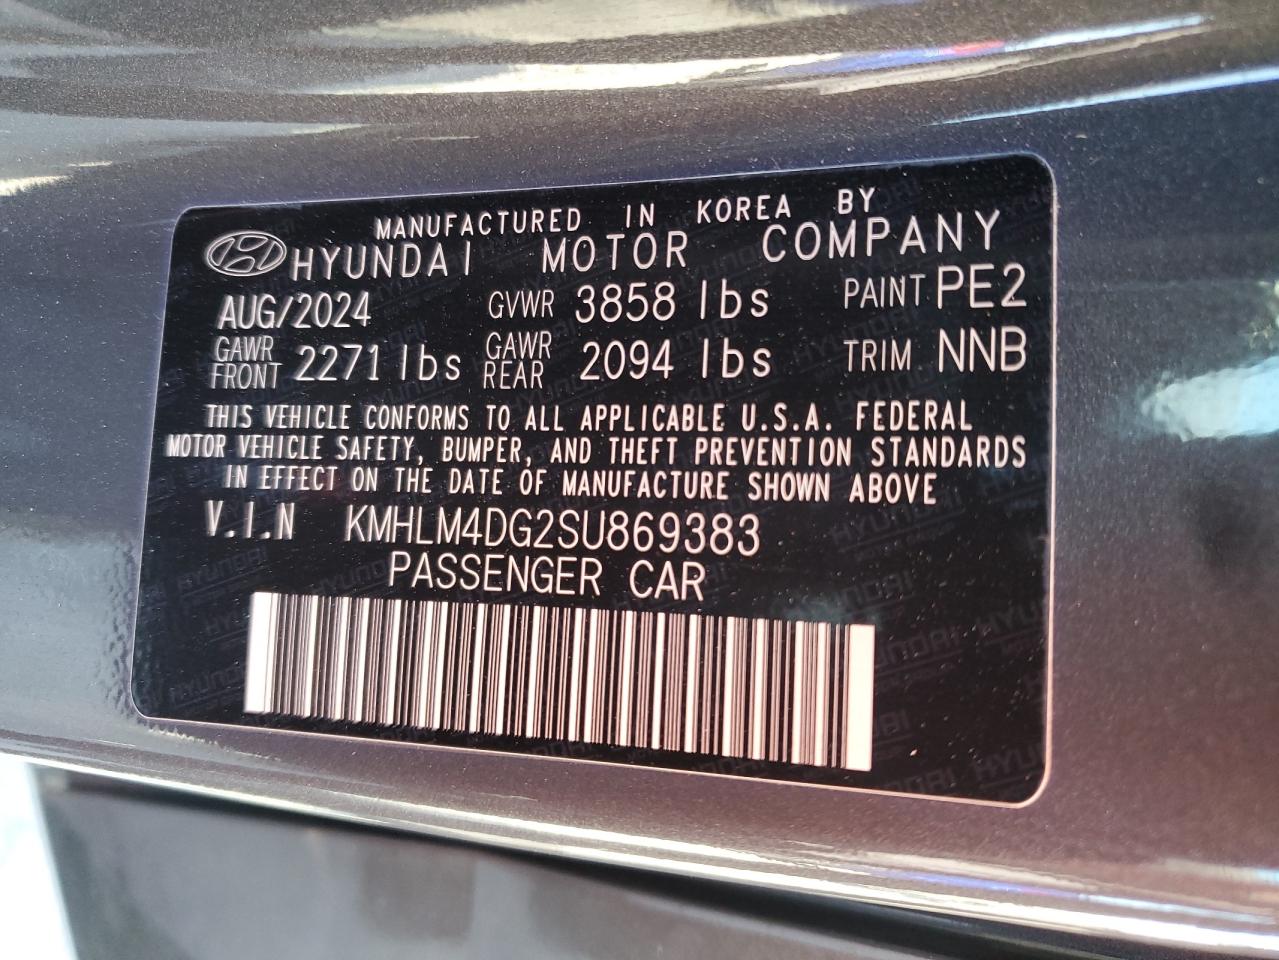 MANUFACTURED IN KOREA BY
HYUNDAI MOTOR COMPANY
AUG/2024 GVWR 3858 lbs PAINT PE2
GAWR FRONT 2271 lbs GAWR REAR 2094 lbs TRIM NNB
THIS VEHICLE CONFORMS TO ALL APPLICABLE U.S.A. FEDERAL
MOTOR VEHICLE SAFETY, BUMPER, AND THEFT PREVENTION STANDARDS
IN EFFECT ON THE DATE OF MANUFACTURE SHOWN ABOVE
V.I.N KMHLM4DG2SU869383
PASSENGER CAR